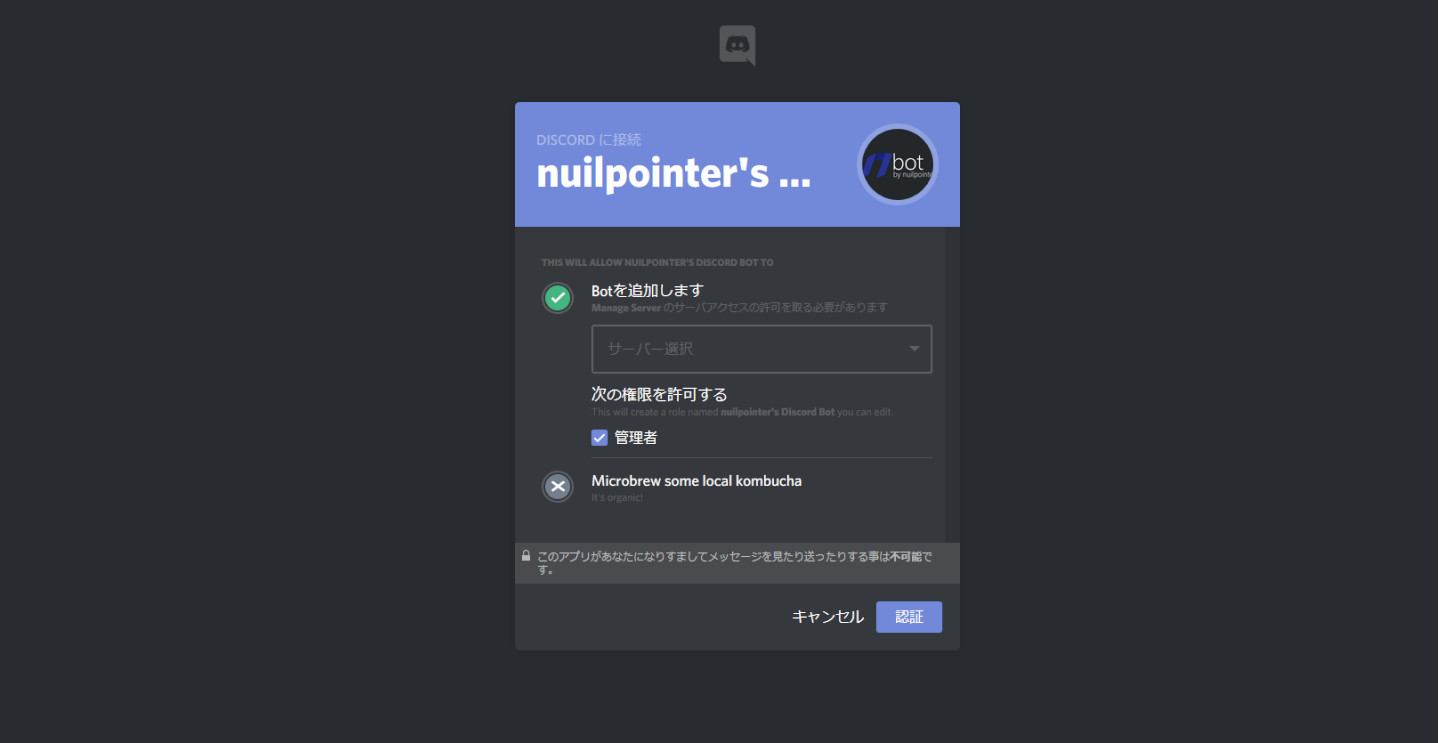 DISCORD に接続
nuilpointer's ...
bot
by nuilpointe
THIS WILL ALLOW NUILPOINTER'S DISCORD BOT TO
Botを追加します
Manage Server のサーバアクセスの許可を取る必要があります
サーバー選択
次の権限を許可する
This will create a role named nuilpointer's Discord Bot you can edit.
管理者
Microbrew some local kombucha
It's organic!
このアプリがあなたになりすましてメッセージを見たり送ったりする事は不可能で
す。
キャンセル
認証